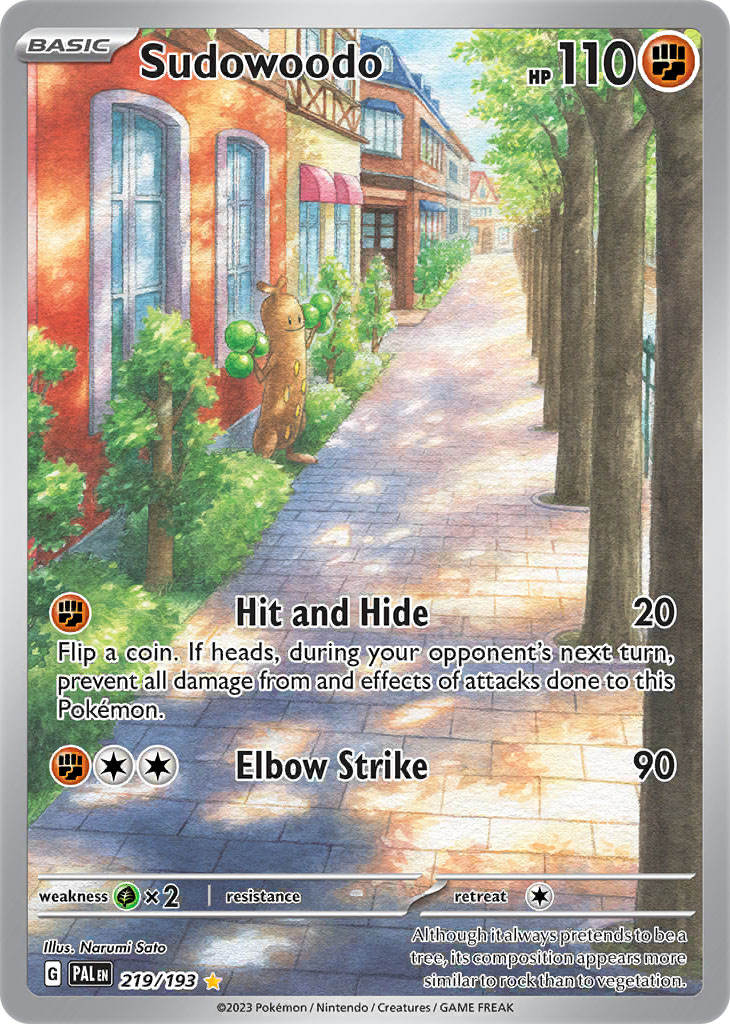 BASIC
Sudowoodo
HP 110
Hit and Hide 20
Flip a coin. If heads, during your opponent's next turn,
prevent all damage from and effects of attacks done to this
Pokémon.
Elbow Strike 90
weakness ×2 | resistance retreat
Illus. Narumi Sato
Although it always pretends to be a
tree, its composition appears more
similar to rock than to vegetation.
G PAL EN 219/193
©2023 Pokémon / Nintendo / Creatures / GAME FREAK